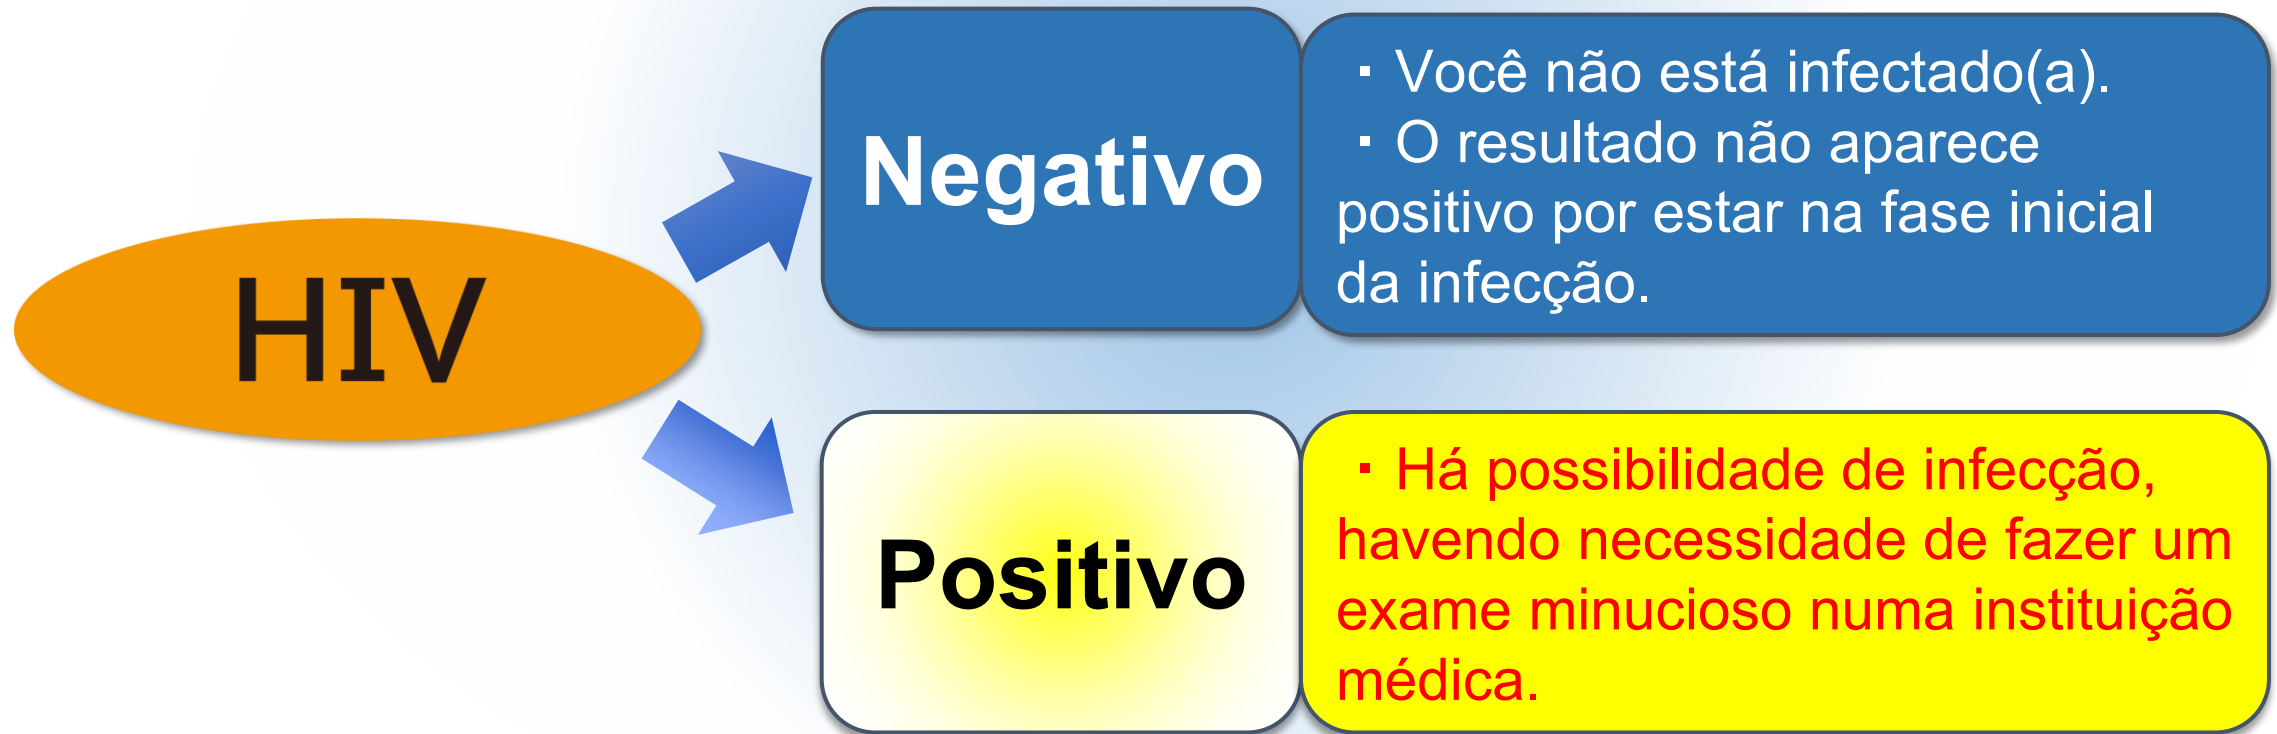 HIV
Negativo
・Você não está infectado(a).
・O resultado não aparece
positivo por estar na fase inicial
da infecção.
Positivo
・Há possibilidade de infecção,
havendo necessidade de fazer um
exame minucioso numa instituição
médica.